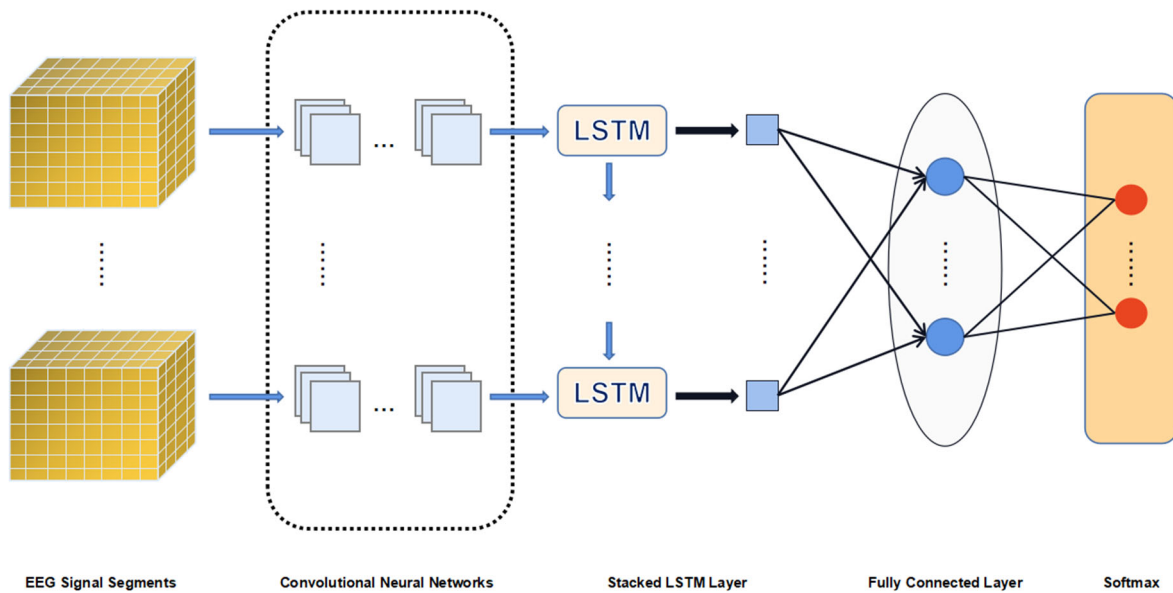 LSTM
LSTM
EEG Signal Segments
Convolutional Neural Networks
Stacked LSTM Layer
Fully Connected Layer
Softmax